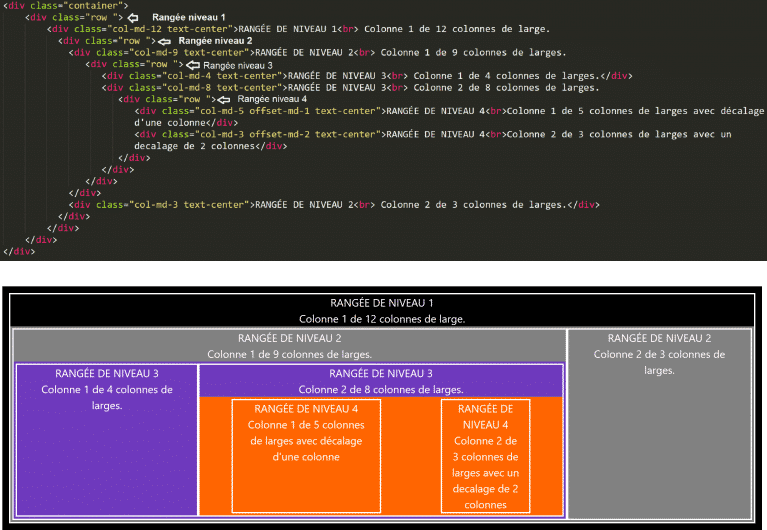 <div class="container">
<div class="row "> Rangée niveau 1
<div class="col-md-12 text-center">RANGÉE DE NIVEAU 1<br> Colonne 1 de 12 colonnes de large.
<div class="row "> Rangée niveau 2
<div class="col-md-9 text-center">RANGÉE DE NIVEAU 2<br> Colonne 1 de 9 colonnes de larges.
<div class="row "> Rangée niveau 3
<div class="col-md-4 text-center">RANGÉE DE NIVEAU 3<br> Colonne 1 de 4 colonnes de larges.</div>
<div class="col-md-8 text-center">RANGÉE DE NIVEAU 3<br> Colonne 2 de 8 colonnes de larges.
<div class="row "> Rangée niveau 4
<div class="col-md-5 offset-md-1 text-center">RANGÉE DE NIVEAU 4<br>Colonne 1 de 5 colonnes de larges avec décalage
d'une colonne</div>
<div class="col-md-3 offset-md-2 text-center">RANGÉE DE NIVEAU 4<br>Colonne 2 de 3 colonnes de larges avec un
decalage de 2 colonnes</div>
</div>
</div>
</div>
</div>
<div class="col-md-3 text-center">RANGÉE DE NIVEAU 2<br> Colonne 2 de 3 colonnes de larges.</div>
</div>
</div>
</div>
</div>
RANGÉE DE NIVEAU 1
Colonne 1 de 12 colonnes de large.
RANGÉE DE NIVEAU 2
Colonne 1 de 9 colonnes de larges.
RANGÉE DE NIVEAU 3
Colonne 1 de 4 colonnes de
larges.
RANGÉE DE NIVEAU 3
Colonne 2 de 8 colonnes de larges.
RANGÉE DE NIVEAU 4
Colonne 1 de 5 colonnes
de larges avec décalage
d'une colonne
RANGÉE DE
NIVEAU 4
Colonne 2 de
3 colonnes de
larges avec un
decalage de 2
colonnes
RANGÉE DE NIVEAU 2
Colonne 2 de 3 colonnes de
larges.